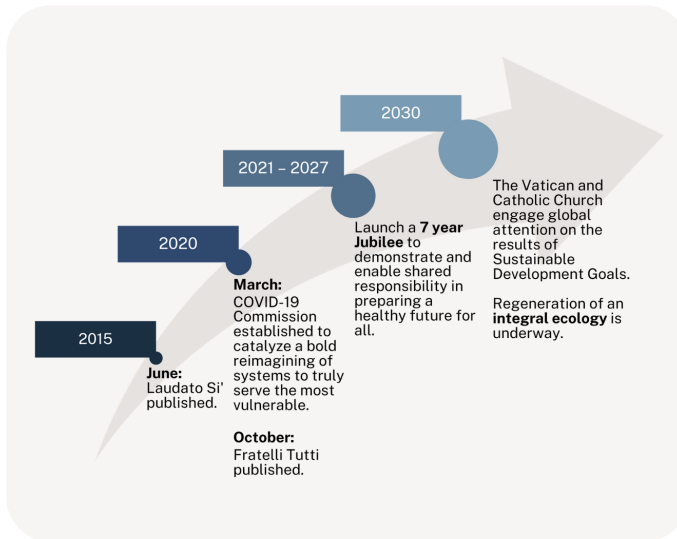 2015
June:
Laudato Si'
published.
2020
March:
COVID-19
Commission
established to
catalyze a bold
reimagining of
systems to truly
serve the most
vulnerable.
October:
Fratelli Tutti
published.
2021 – 2027
Launch a 7 year
Jubilee to
demonstrate and
enable shared
responsibility in
preparing a
healthy future for
all.
2030
The Vatican and
Catholic Church
engage global
attention on the
results of
Sustainable
Development Goals.
Regeneration of an
integral ecology is
underway.